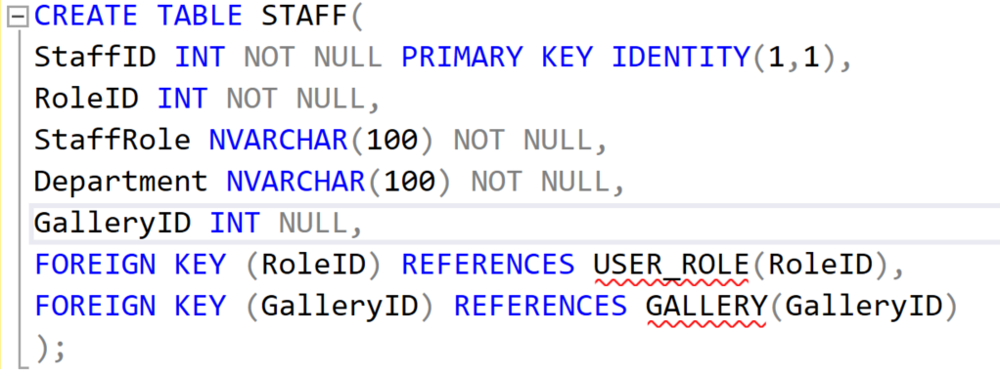 CREATE TABLE STAFF(
StaffID INT NOT NULL PRIMARY KEY IDENTITY(1,1),
RoleID INT NOT NULL,
StaffRole NVARCHAR(100) NOT NULL,
Department NVARCHAR(100) NOT NULL,
GalleryID INT NULL,
FOREIGN KEY (RoleID) REFERENCES USER_ROLE(RoleID),
FOREIGN KEY (GalleryID) REFERENCES GALLERY(GalleryID)
);